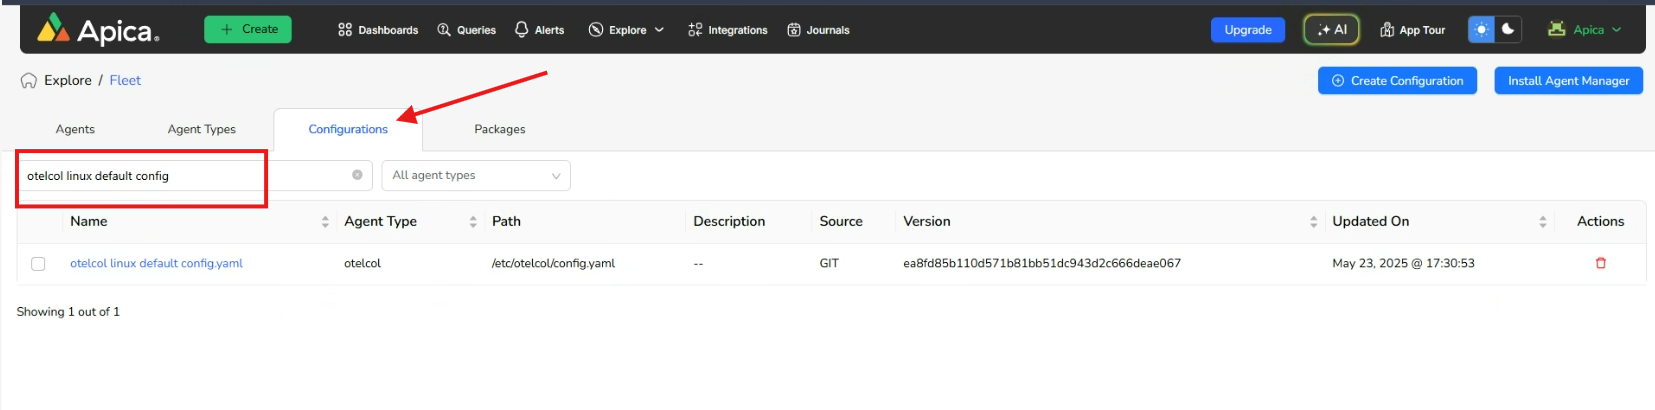 Apica. + Create Dashboards Queries Alerts Explore Integrations Journals Upgrade AI App Tour Apica
Explore / Fleet Create Configuration Install Agent Manager
Agents Agent Types Configurations Packages
otelcol linux default config All agent types
Name Agent Type Path Description Source Version Updated On Actions
otelcol linux default config.yaml otelcol /etc/otelcol/config.yaml -- GIT ea8fd85b110d571b81bb51dc943d2c666deae067 May 23, 2025 @ 17:30:53
Showing 1 out of 1